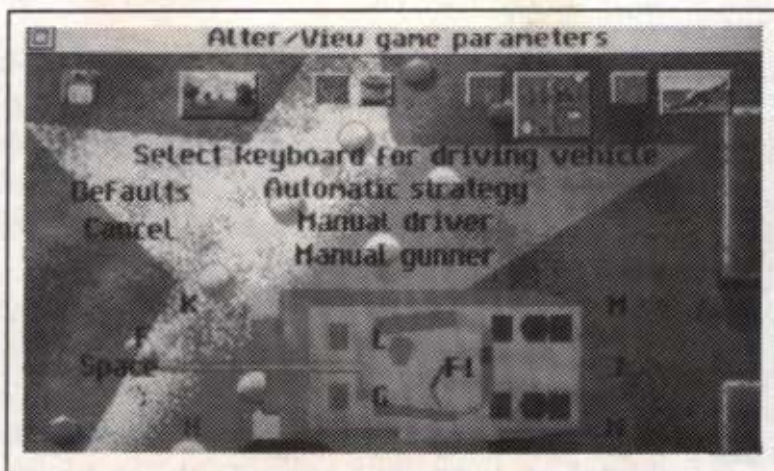 Alter/View game parameters
Select keyboard for driving vehicle
Defaults Automatic strategy
Cancel Manual driver
Manual gunner
K M
F L
Space F1
G